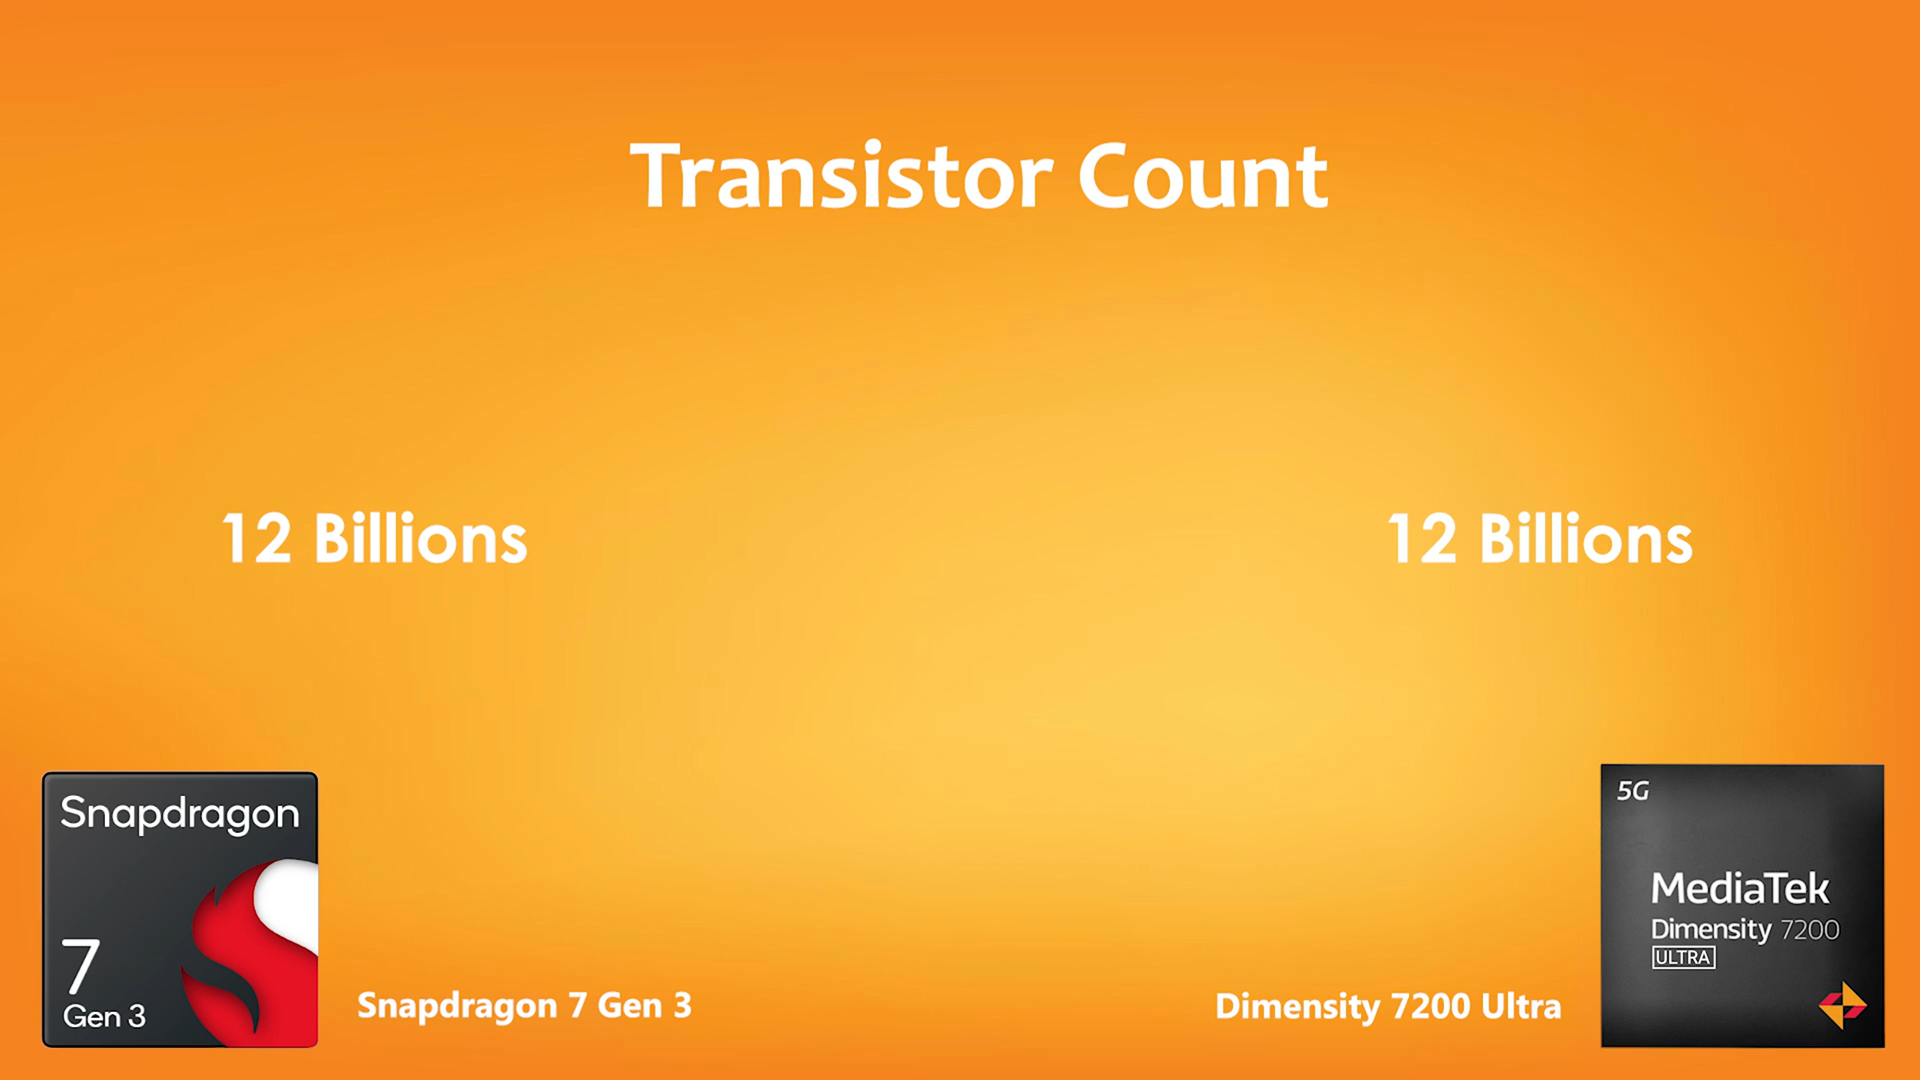 Transistor Count
12 Billions
12 Billions
Snapdragon
7
Gen 3
Snapdragon 7 Gen 3
Dimensity 7200 Ultra
5G
MediaTek
Dimensity 7200
ULTRA